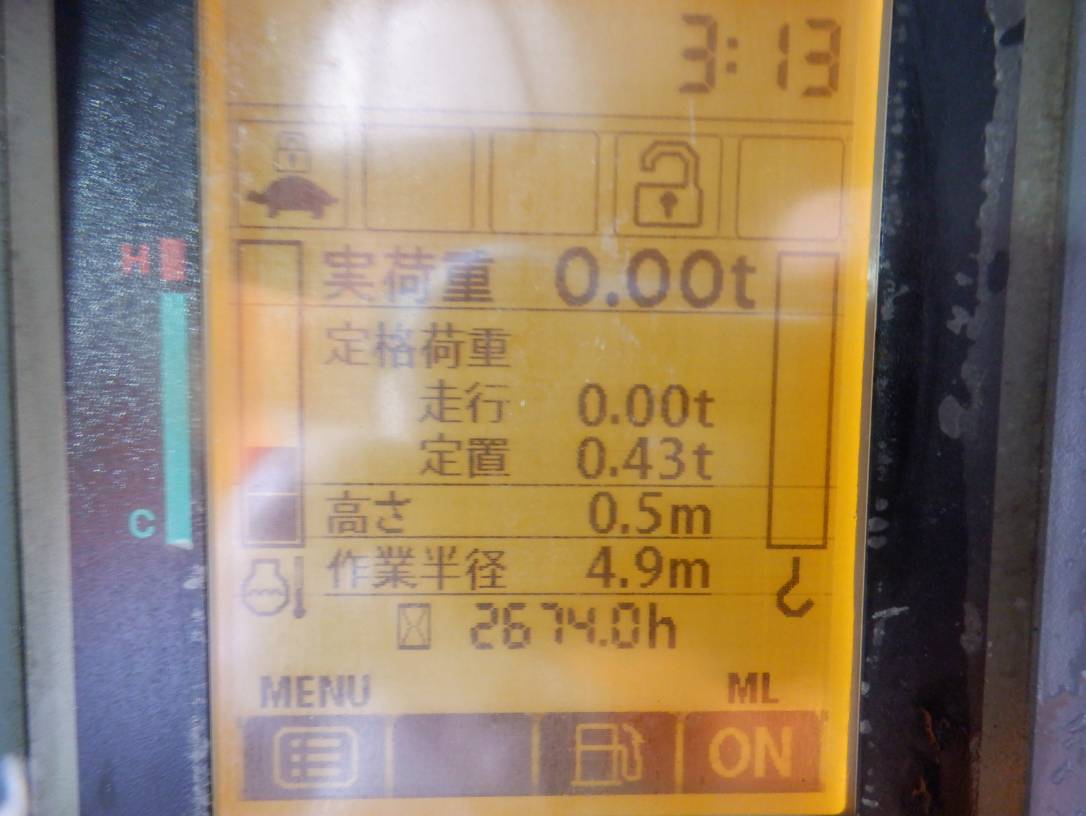 3:13
H
実荷重 0.00t
定格荷重
走行 0.00t
定置 0.43t
C
高さ 0.5m
作業半径 4.9m
2674.0h
MENU ML
ON